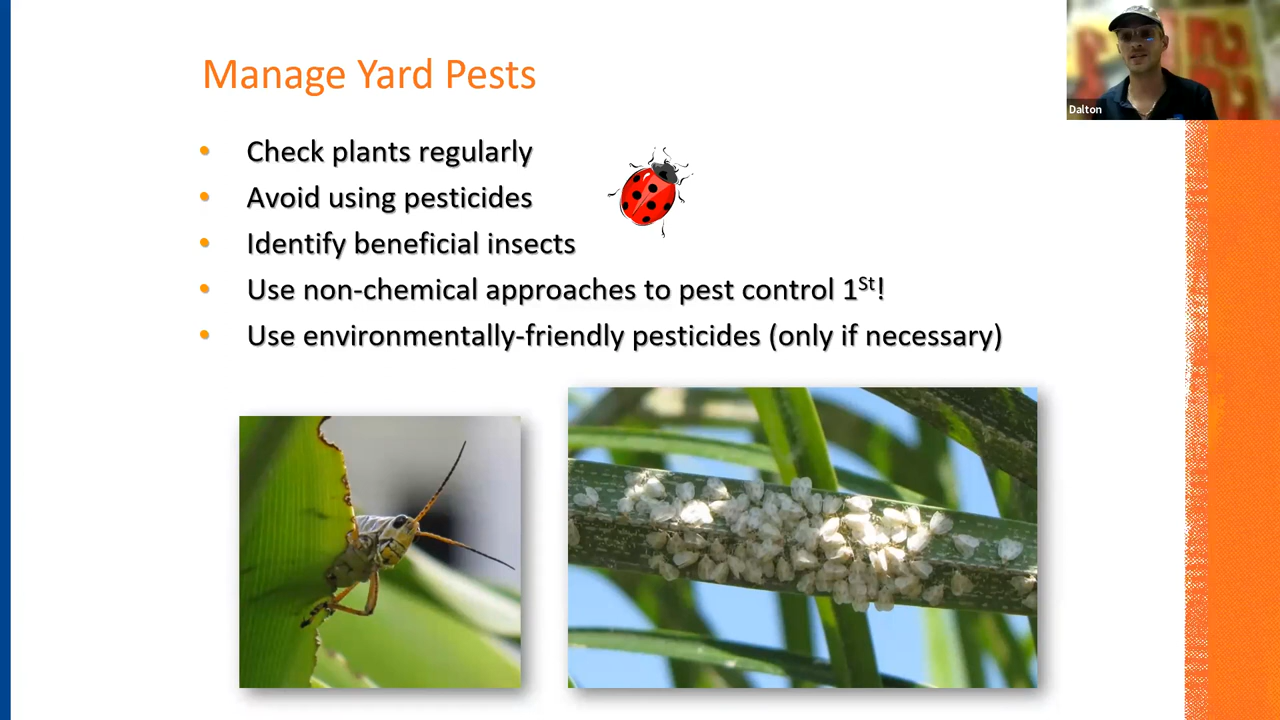 Manage Yard Pests
Dalton
• Check plants regularly
• Avoid using pesticides
• Identify beneficial insects
• Use non-chemical approaches to pest control 1St!
• Use environmentally-friendly pesticides (only if necessary)